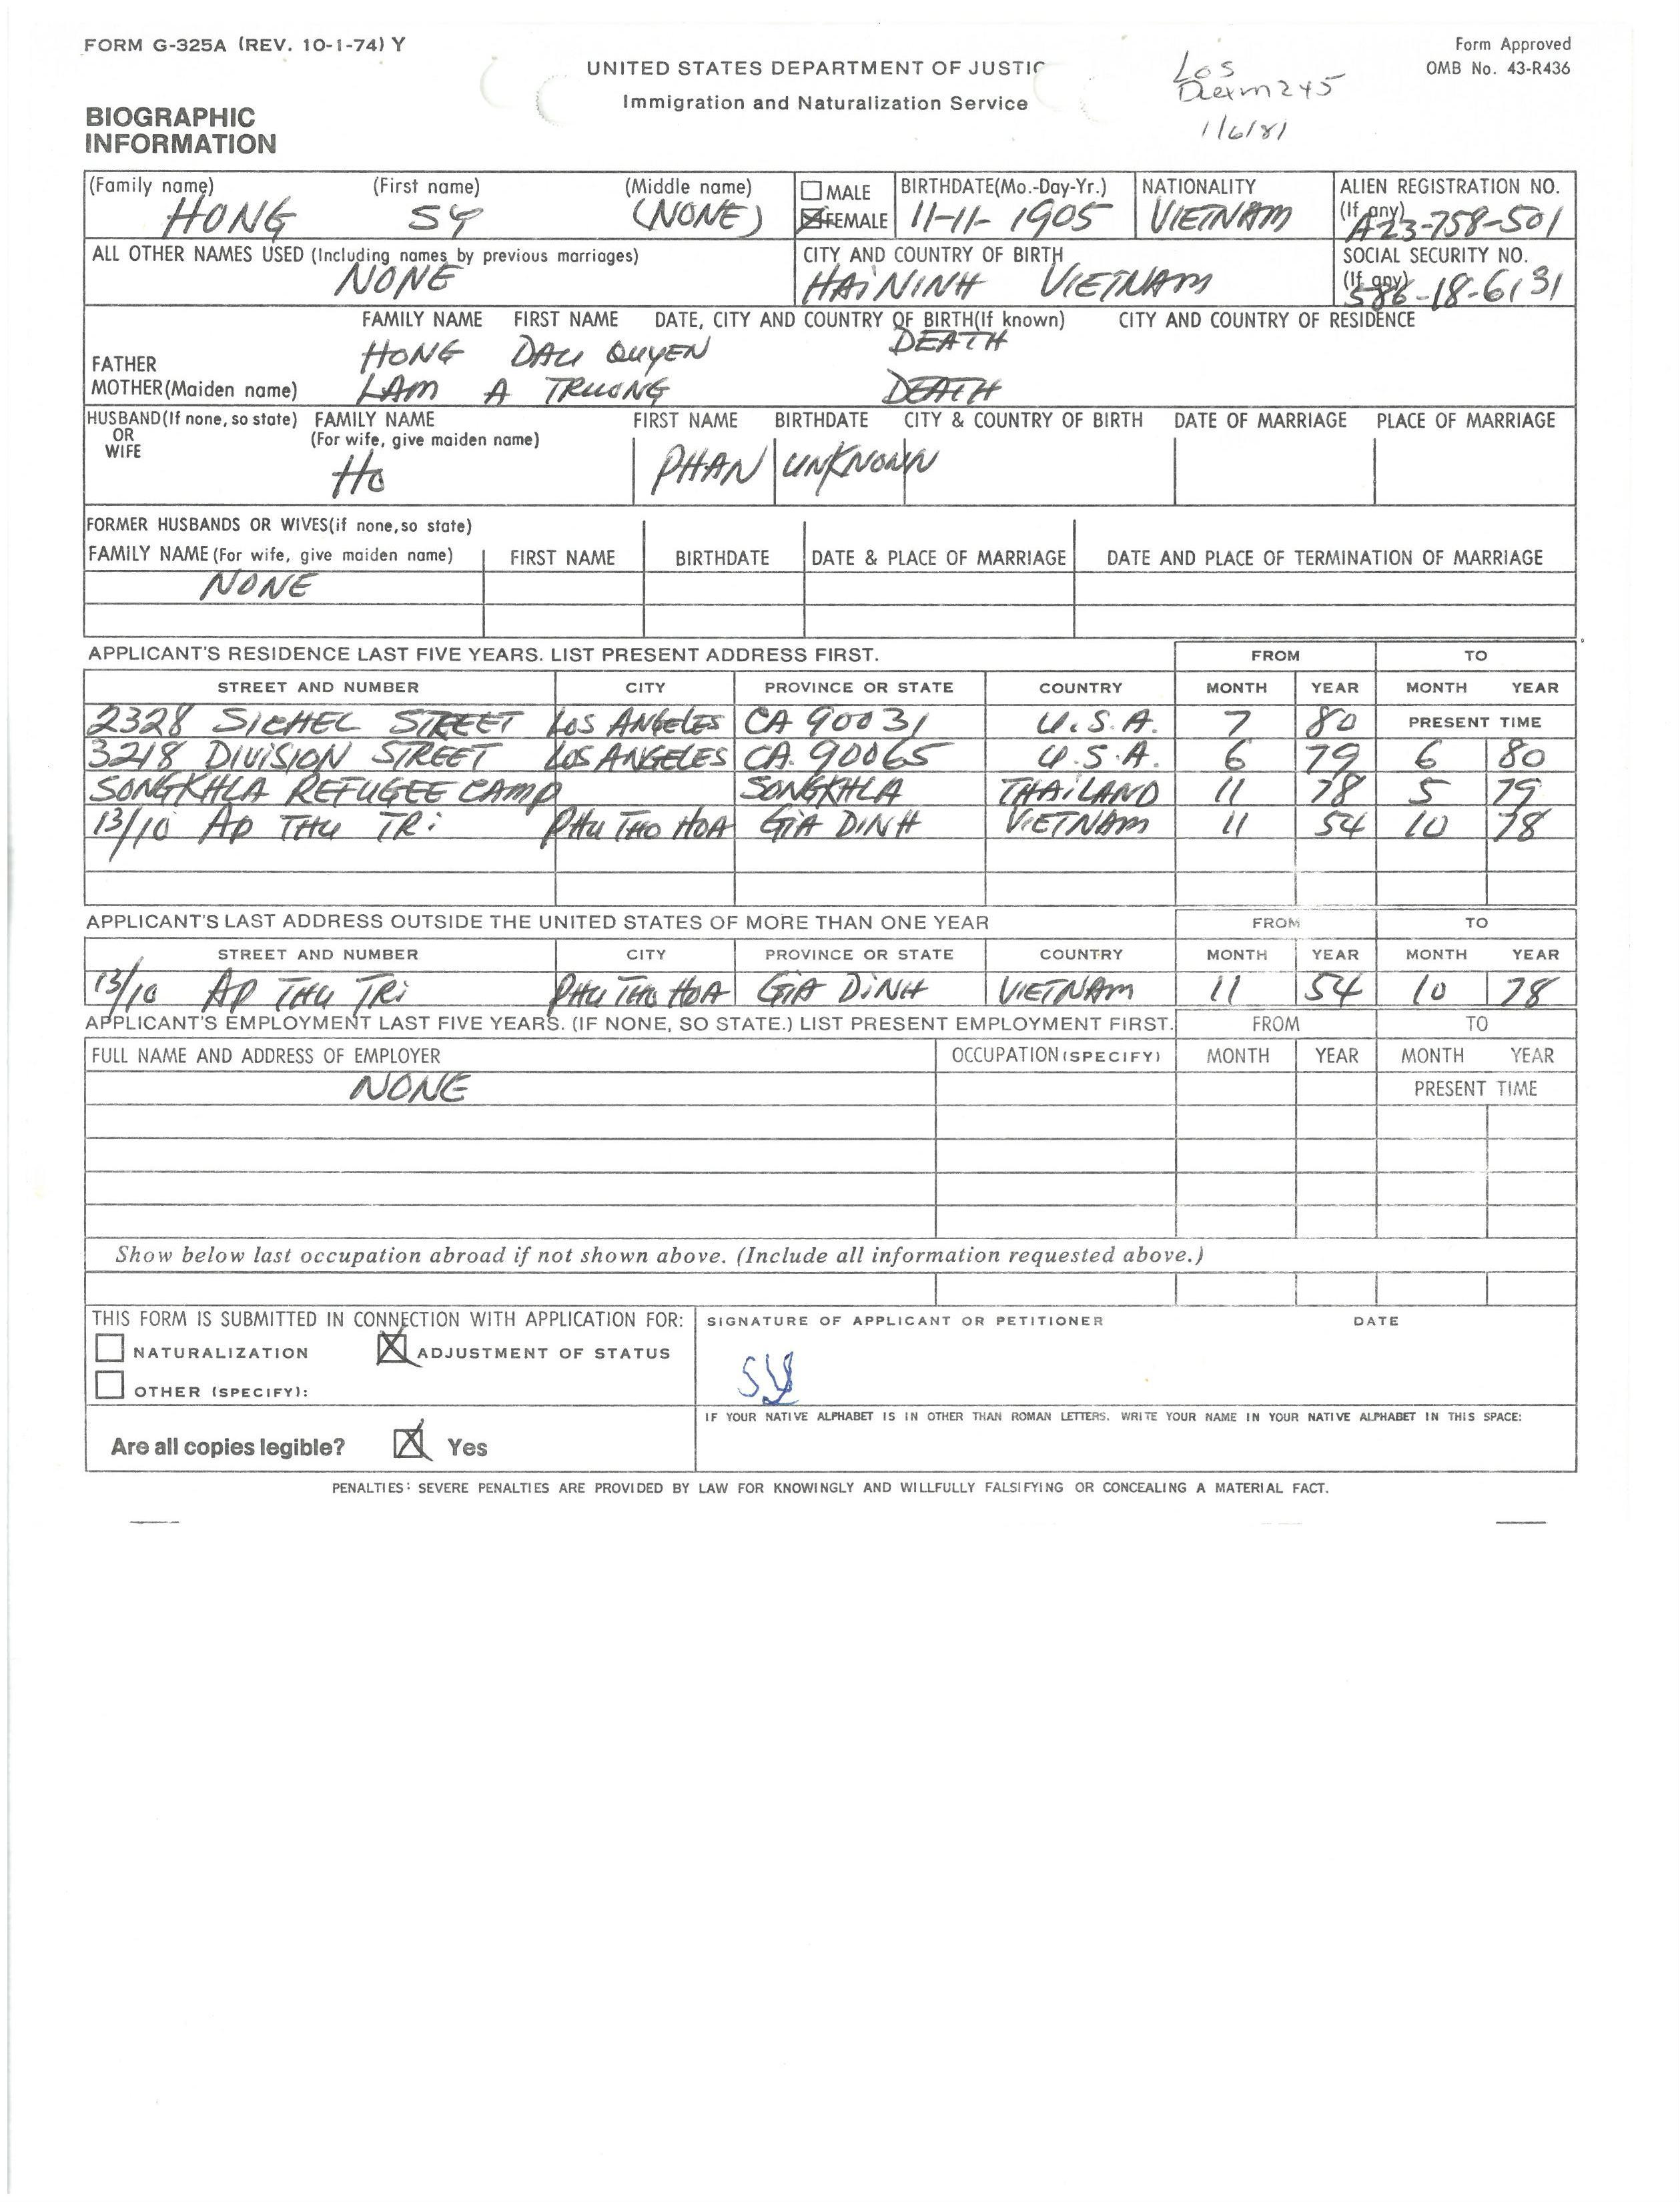 FORM G-325A (REV. 10-1-74) Y
Form Approved
OMB No. 43-R436
UNITED STATES DEPARTMENT OF JUSTIC
Immigration and Naturalization Service
Los
245
1/6/81
BIOGRAPHIC
INFORMATION
(Family name) (First name) (Middle name) MALE BIRTHDATE(Mo.-Day-Yr.) NATIONALITY ALIEN REGISTRATION NO.
(If any)
HONG SY (NONE) FEMALE 11-11-1905 VIETNAM A23-758-501
ALL OTHER NAMES USED (Including names by previous marriages) CITY AND COUNTRY OF BIRTH SOCIAL SECURITY NO.
(If any)
NONE HAiNiNH VIETNAM 586-18-6131
FAMILY NAME FIRST NAME DATE, CITY AND COUNTRY OF BIRTH(If known) CITY AND COUNTRY OF RESIDENCE
FATHER HONG DAU QUYEN DEATH
MOTHER(Maiden name) LAM A TRUONG DEATH
HUSBAND(If none, so state) FAMILY NAME FIRST NAME BIRTHDATE CITY & COUNTRY OF BIRTH DATE OF MARRIAGE PLACE OF MARRIAGE
OR (For wife, give maiden name)
WIFE
Ho PHAN UNKNOWN
FORMER HUSBANDS OR WIVES(if none, so state)
FAMILY NAME (For wife, give maiden name) FIRST NAME BIRTHDATE DATE & PLACE OF MARRIAGE DATE AND PLACE OF TERMINATION OF MARRIAGE
NONE
APPLICANT'S RESIDENCE LAST FIVE YEARS. LIST PRESENT ADDRESS FIRST. FROM TO
STREET AND NUMBER CITY PROVINCE OR STATE COUNTRY MONTH YEAR MONTH YEAR
2328 SICHEL STREET LOS ANGELES CA 90031 U.S.A. 7 80 PRESENT TIME
3218 DIVISION STREET LOS ANGELES CA. 90065 U.S.A. 6 79 6 80
SONGKHLA REFUGEE CAMP SONGKHLA THAiLAND 11 78 5 79
13/10 AP THU TRi PHU THO HOA GiA DiNH VIETNAM 11 54 10 78
APPLICANT'S LAST ADDRESS OUTSIDE THE UNITED STATES OF MORE THAN ONE YEAR FROM TO
STREET AND NUMBER CITY PROVINCE OR STATE COUNTRY MONTH YEAR MONTH YEAR
13/10 AP THU TRi PHU THO HOA GiA DiNH VIETNAM 11 54 10 78
APPLICANT'S EMPLOYMENT LAST FIVE YEARS. (IF NONE, SO STATE.) LIST PRESENT EMPLOYMENT FIRST. FROM TO
FULL NAME AND ADDRESS OF EMPLOYER OCCUPATION (SPECIFY) MONTH YEAR MONTH YEAR
NONE PRESENT TIME
Show below last occupation abroad if not shown above. (Include all information requested above.)
THIS FORM IS SUBMITTED IN CONNECTION WITH APPLICATION FOR: SIGNATURE OF APPLICANT OR PETITIONER DATE
NATURALIZATION ADJUSTMENT OF STATUS
SY
OTHER (SPECIFY):
IF YOUR NATIVE ALPHABET IS IN OTHER THAN ROMAN LETTERS. WRITE YOUR NAME IN YOUR NATIVE ALPHABET IN THIS SPACE:
Are all copies legible? Yes
PENALTIES: SEVERE PENALTIES ARE PROVIDED BY LAW FOR KNOWINGLY AND WILLFULLY FALSIFYING OR CONCEALING A MATERIAL FACT.